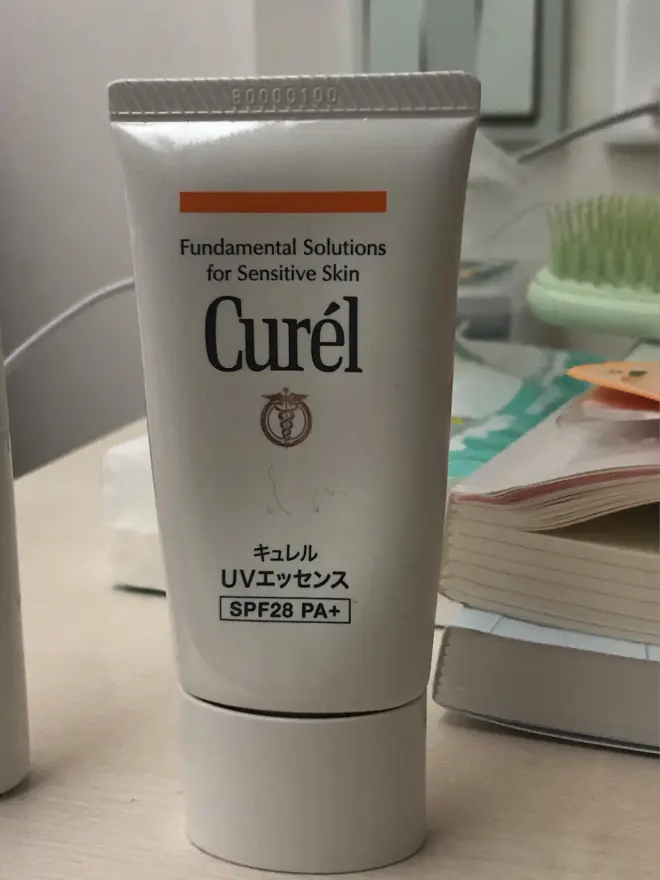 80000100
Fundamental Solutions
for Sensitive Skin
Curél
キュレル
UVエッセンス
SPF28 PA+